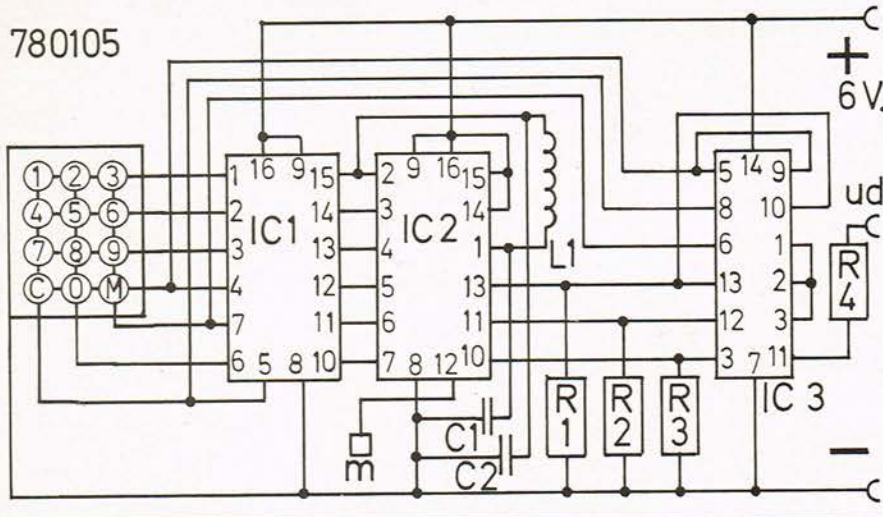 780105
+
6V.
1 2 3
4 5 6
7 8 9
C O M
16 9
1 15
2 14
IC1
3 13
4 12
7 11
6 5 8 10
9 16
2 15
3 14
IC2
4 1
5 13
6 11
7 8 12 10
L1
m
C1
C2
R1
R2
R3
5 14 9
8 10
6 1
13 2
12 3
3 7 11
IC 3
ud
R4
−